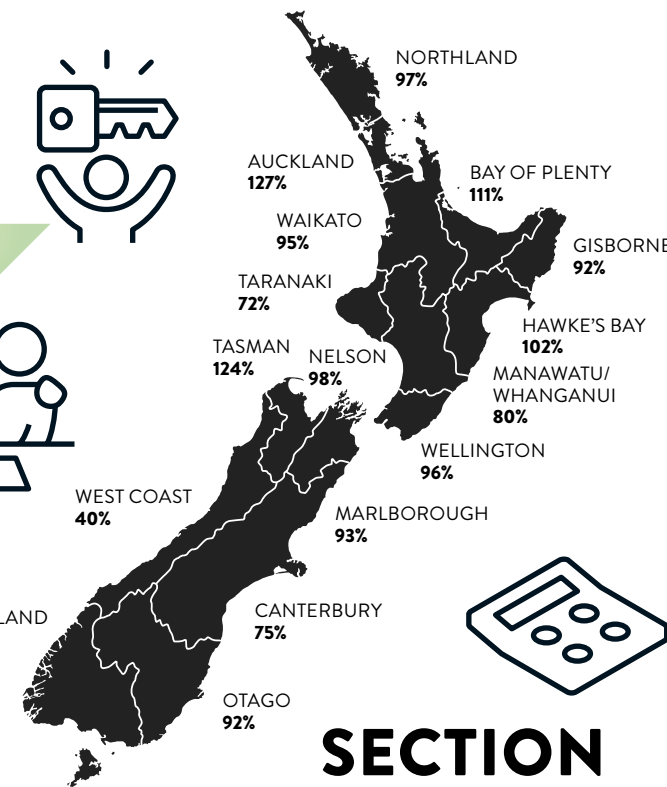 NORTHLAND
97%
AUCKLAND
127%
BAY OF PLENTY
111%
WAIKATO
95%
GISBORNE
92%
TARANAKI
72%
HAWKE'S BAY
102%
TASMAN
124%
NELSON
98%
MANAWATU/
WHANGANUI
80%
WELLINGTON
96%
WEST COAST
40%
MARLBOROUGH
93%
LAND
CANTERBURY
75%
OTAGO
92%
SECTION